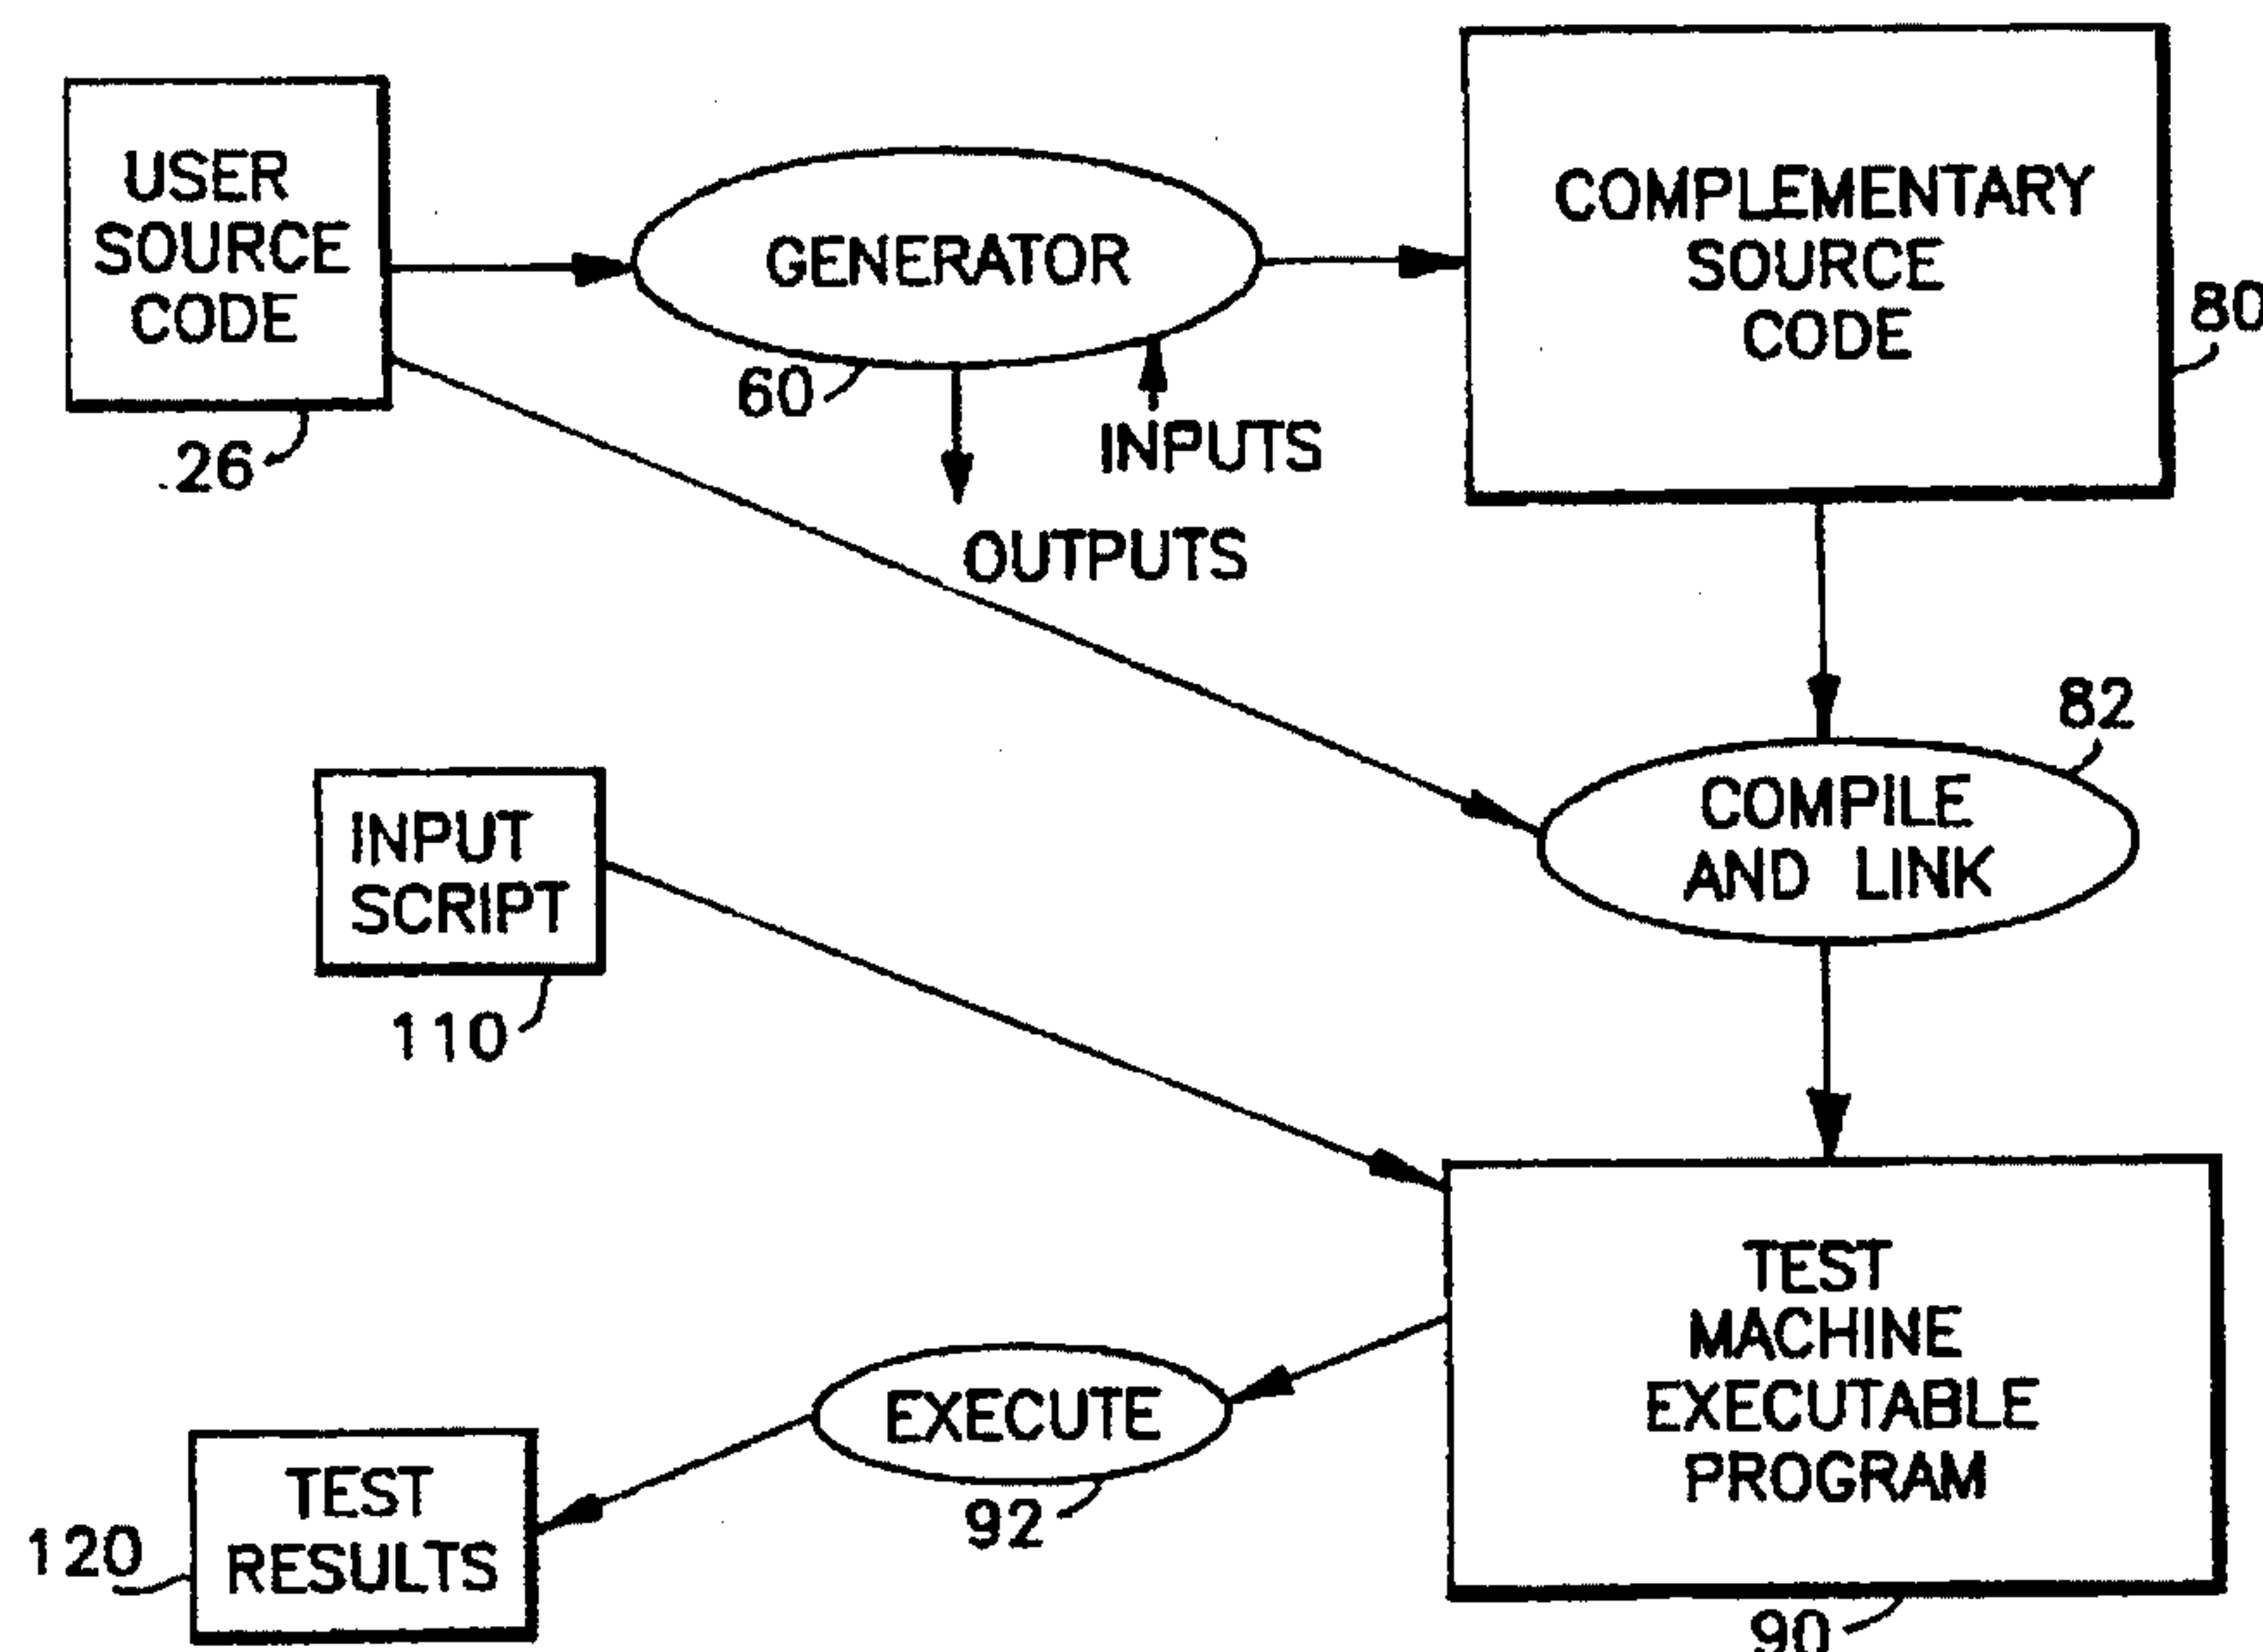 USER
SOURCE
CODE
26
GENERATOR
60
INPUTS
OUTPUTS
COMPLEMENTARY
SOURCE
CODE
80
82
COMPILE
AND LINK
INPUT
SCRIPT
110
TEST
MACHINE
EXECUTABLE
PROGRAM
90
EXECUTE
92
TEST
RESULTS
120